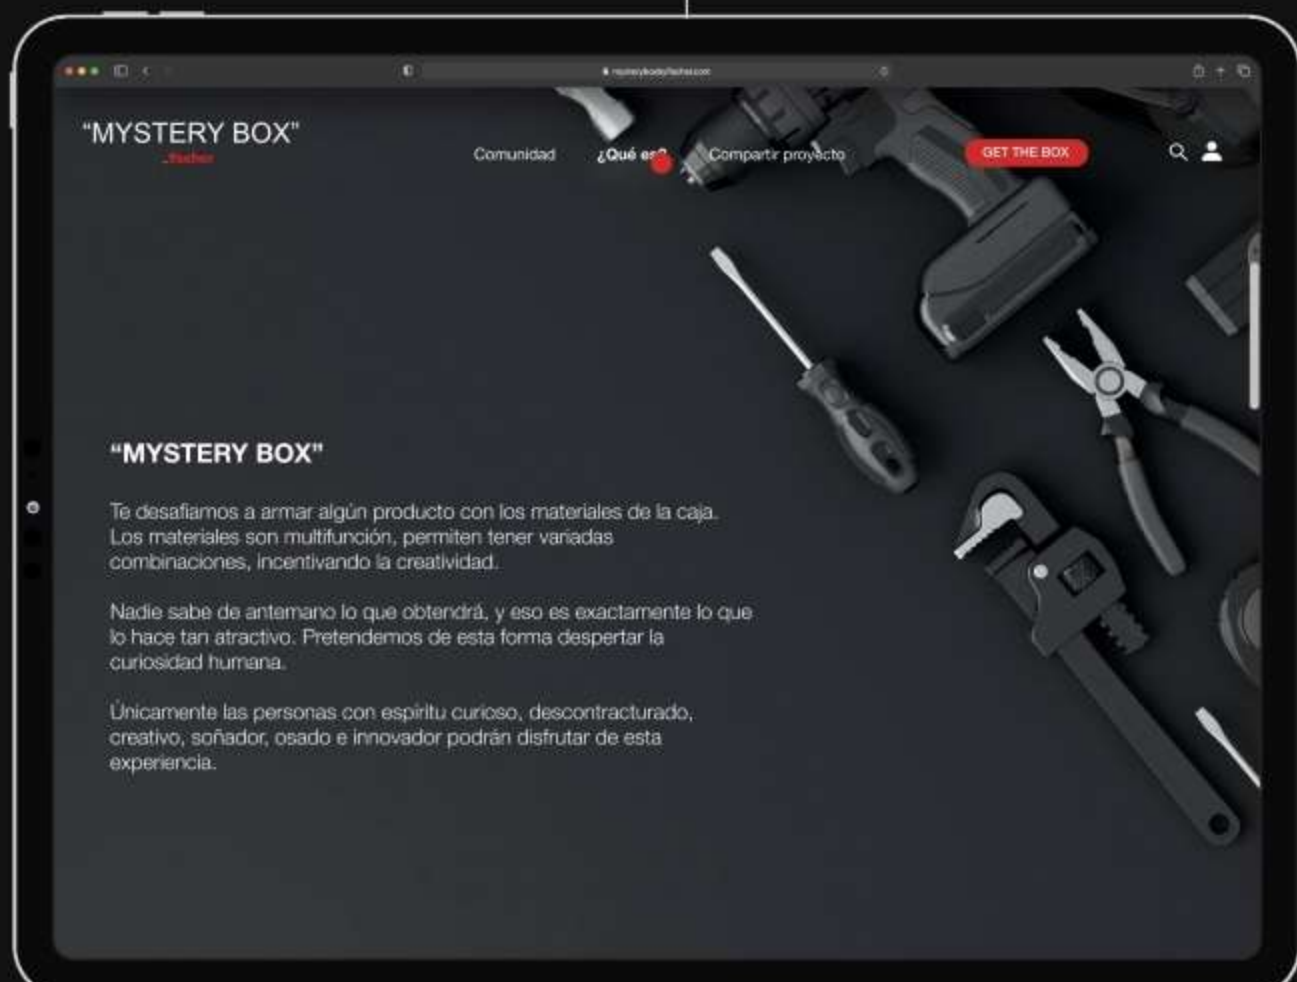 “MYSTERY BOX”
_fischer
Comunidad
¿Qué es?
Compartir proyecto
GET THE BOX
“MYSTERY BOX”
Te desafiamos a armar algún producto con los materiales de la caja.
Los materiales son multifunción, permiten tener variadas
combinaciones, incentivando la creatividad.
Nadie sabe de antemano lo que obtendrá, y eso es exactamente lo que
lo hace tan atractivo. Pretendemos de esta forma despertar la
curiosidad humana.
Únicamente las personas con espíritu curioso, descontracturado,
creativo, soñador, osado e innovador podrán disfrutar de esta
experiencia.